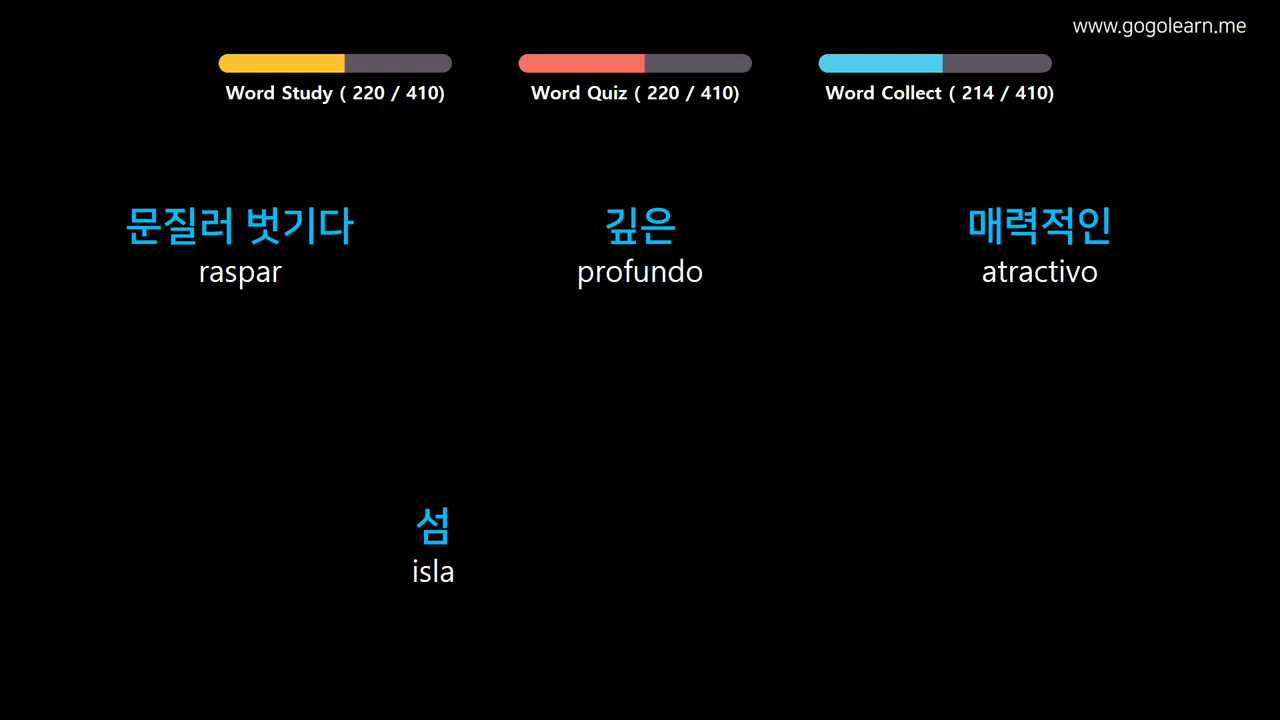 www.gogolearn.me
Word Study ( 220 / 410)
Word Quiz ( 220 / 410)
Word Collect ( 214 / 410)
문질러 벗기다
raspar
깊은
profundo
매력적인
atractivo
섬
isla